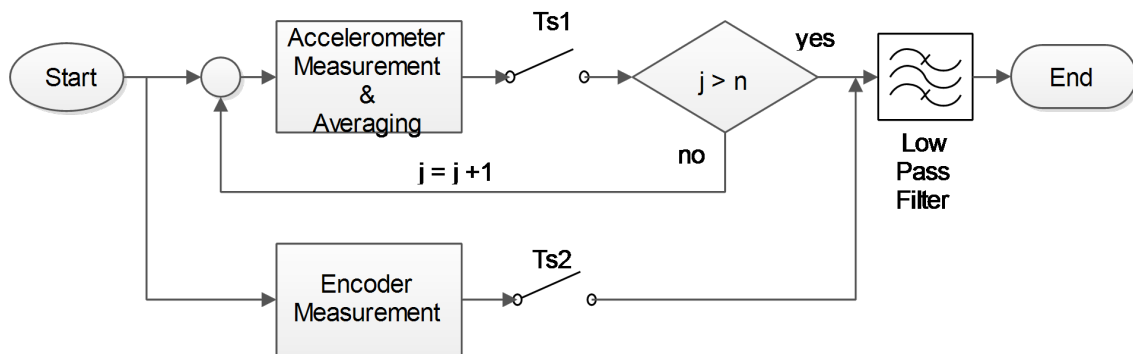 Start
Accelerometer
Measurement
&
Averaging
Ts1
j > n
yes
no
j = j +1
Low
Pass
Filter
End
Encoder
Measurement
Ts2